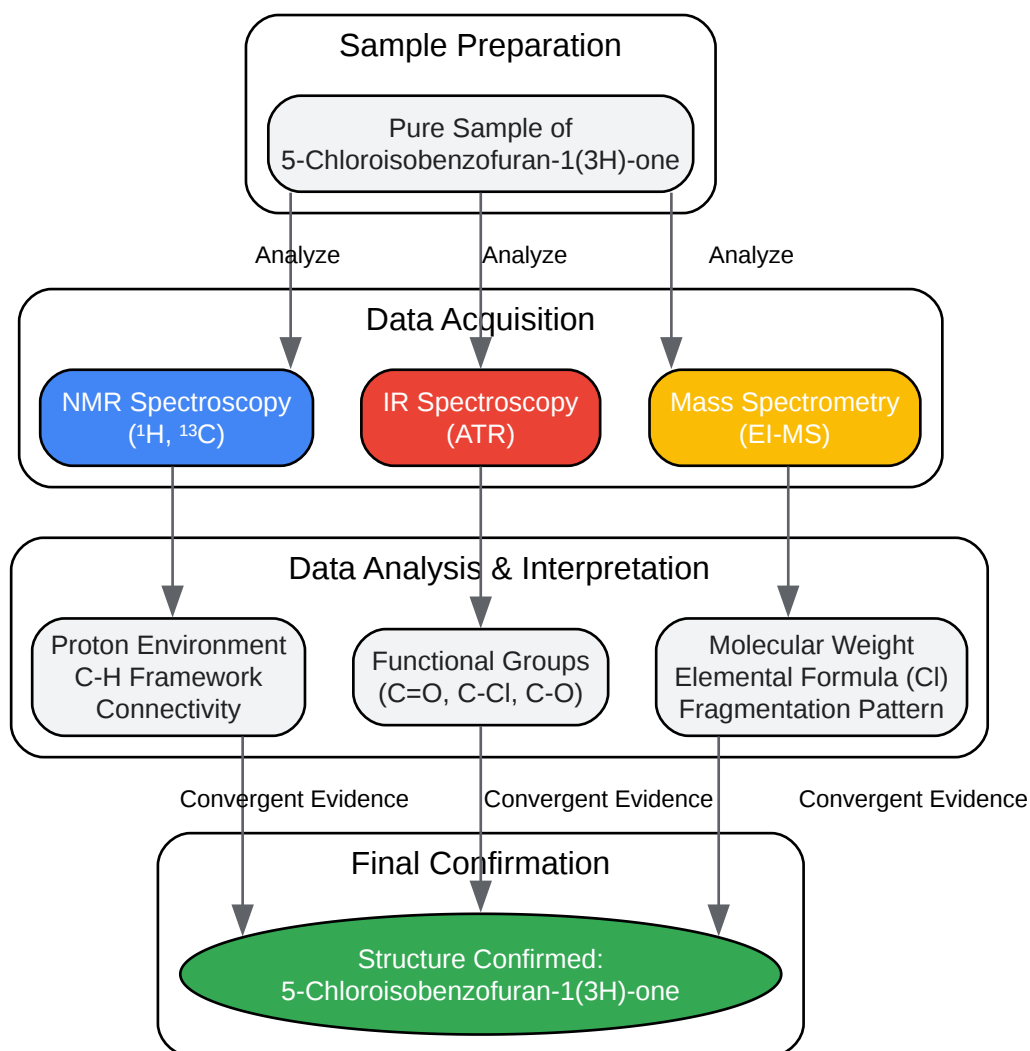 Sample Preparation
Pure Sample of
5-Chloroisobenzofuran-1(3H)-one
Analyze
Analyze
Analyze
Data Acquisition
NMR Spectroscopy
(¹H, ¹³C)
IR Spectroscopy
(ATR)
Mass Spectrometry
(EI-MS)
Data Analysis & Interpretation
Proton Environment
C-H Framework
Connectivity
Functional Groups
(C=O, C-Cl, C-O)
Molecular Weight
Elemental Formula (Cl)
Fragmentation Pattern
Convergent Evidence
Convergent Evidence
Convergent Evidence
Final Confirmation
Structure Confirmed:
5-Chloroisobenzofuran-1(3H)-one